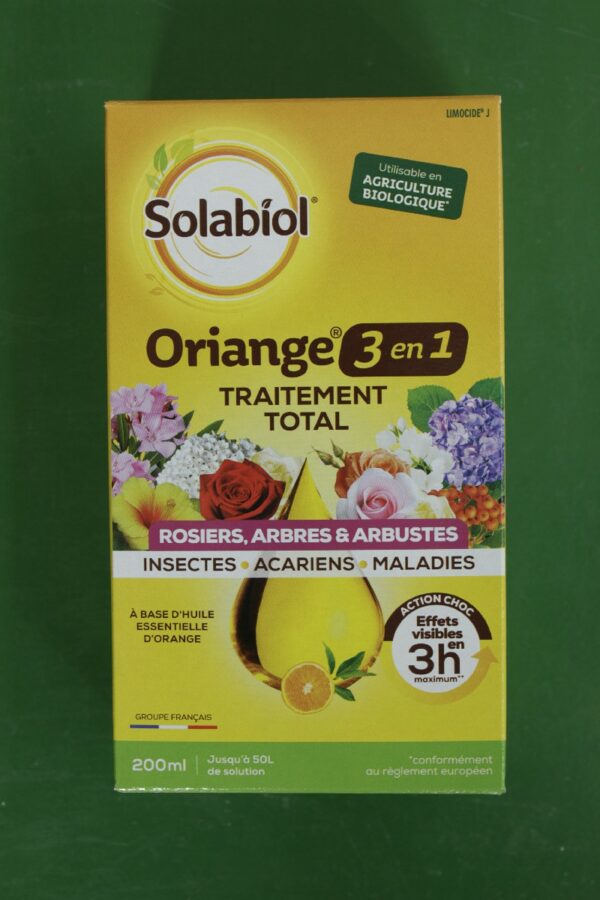 LIMOCIDE® J
Utilisable en
AGRICULTURE
BIOLOGIQUE*
Solabiol®
Oriange® 3 en 1
TRAITEMENT
TOTAL
ROSIERS, ARBRES & ARBUSTES
INSECTES • ACARIENS • MALADIES
À BASE D'HUILE
ESSENTIELLE
D'ORANGE
ACTION CHOC
Effets
visibles
en
3h
maximum**
GROUPE FRANÇAIS
200ml
Jusqu'à 50L
de solution
*conformément
au règlement européen